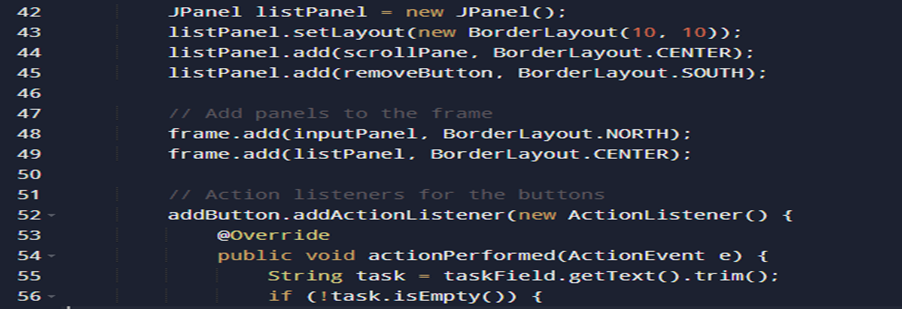 42 JPanel listPanel = new JPanel();
43 listPanel.setLayout(new BorderLayout(10, 10));
44 listPanel.add(scrollPane, BorderLayout.CENTER);
45 listPanel.add(removeButton, BorderLayout.SOUTH);
46
47 // Add panels to the frame
48 frame.add(inputPanel, BorderLayout.NORTH);
49 frame.add(listPanel, BorderLayout.CENTER);
50
51 // Action listeners for the buttons
52 addButton.addActionListener(new ActionListener() {
53 @Override
54 public void actionPerformed(ActionEvent e) {
55 String task = taskField.getText().trim();
56 if (!task.isEmpty()) {